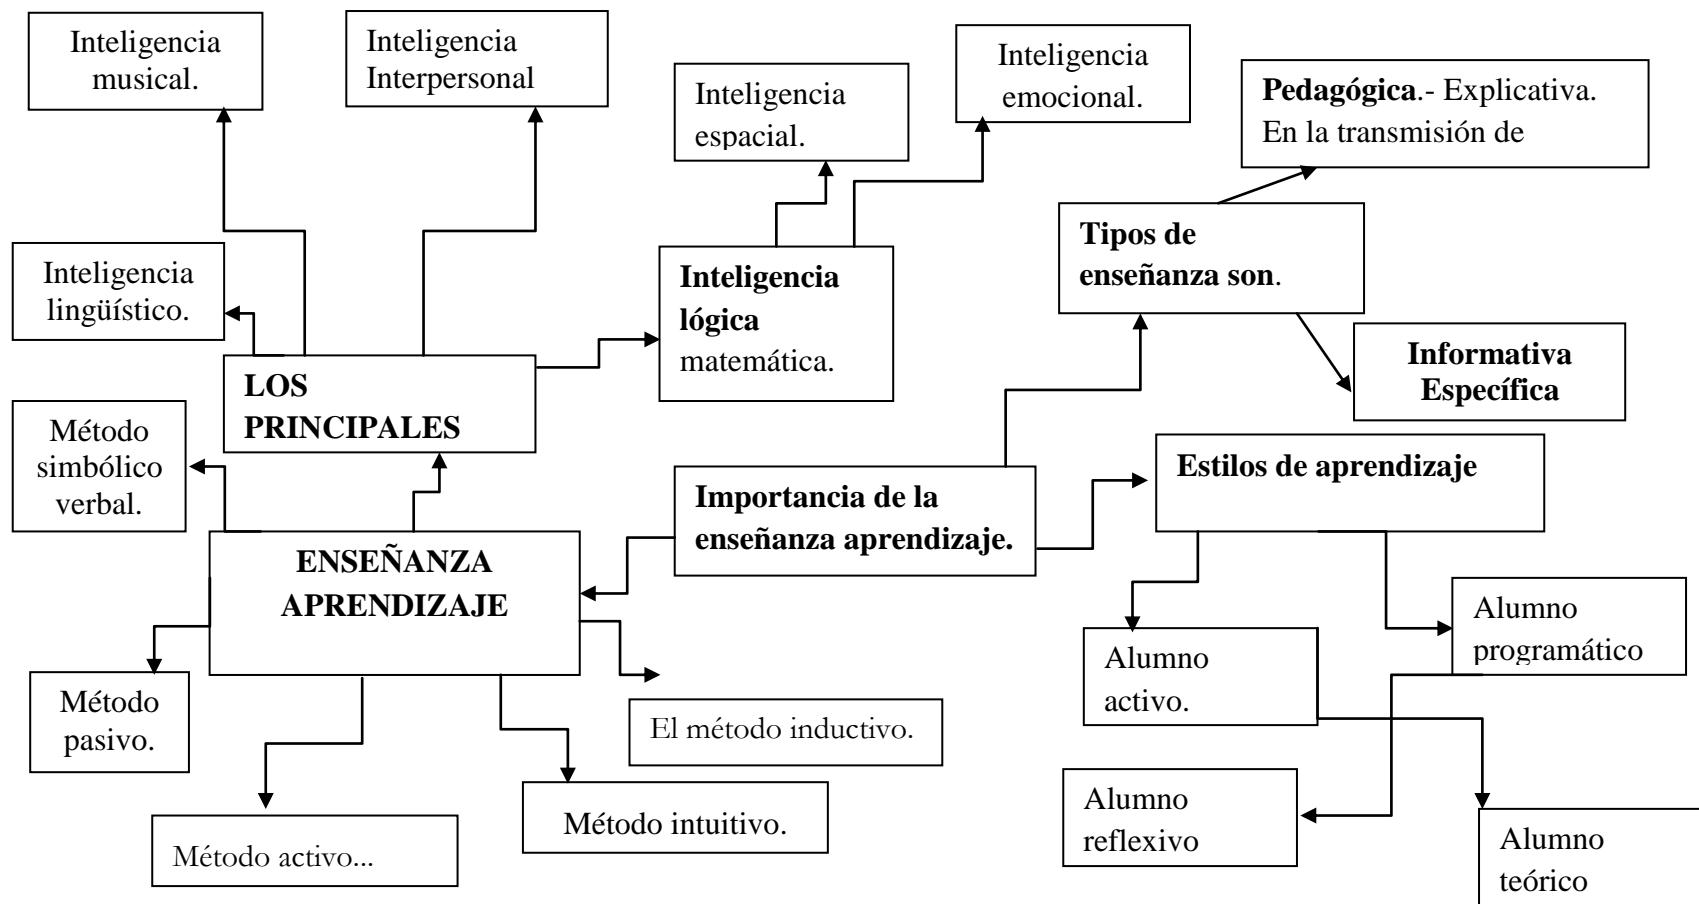 Inteligencia
musical.
Inteligencia
Interpersonal
Inteligencia
espacial.
Inteligencia
emocional.
Pedagógica.- Explicativa.
En la transmisión de
Tipos de
enseñanza son.
Inteligencia
lingüístico.
Inteligencia
lógica
matemática.
Informativa
Específica
LOS
PRINCIPALES
Método
simbólico
verbal.
Estilos de aprendizaje
Importancia de la
enseñanza aprendizaje.
ENSEÑANZA
APRENDIZAJE
Alumno
programático
Alumno
activo.
Método
pasivo.
El método inductivo.
Método intuitivo.
Alumno
reflexivo
Método activo...
Alumno
teórico